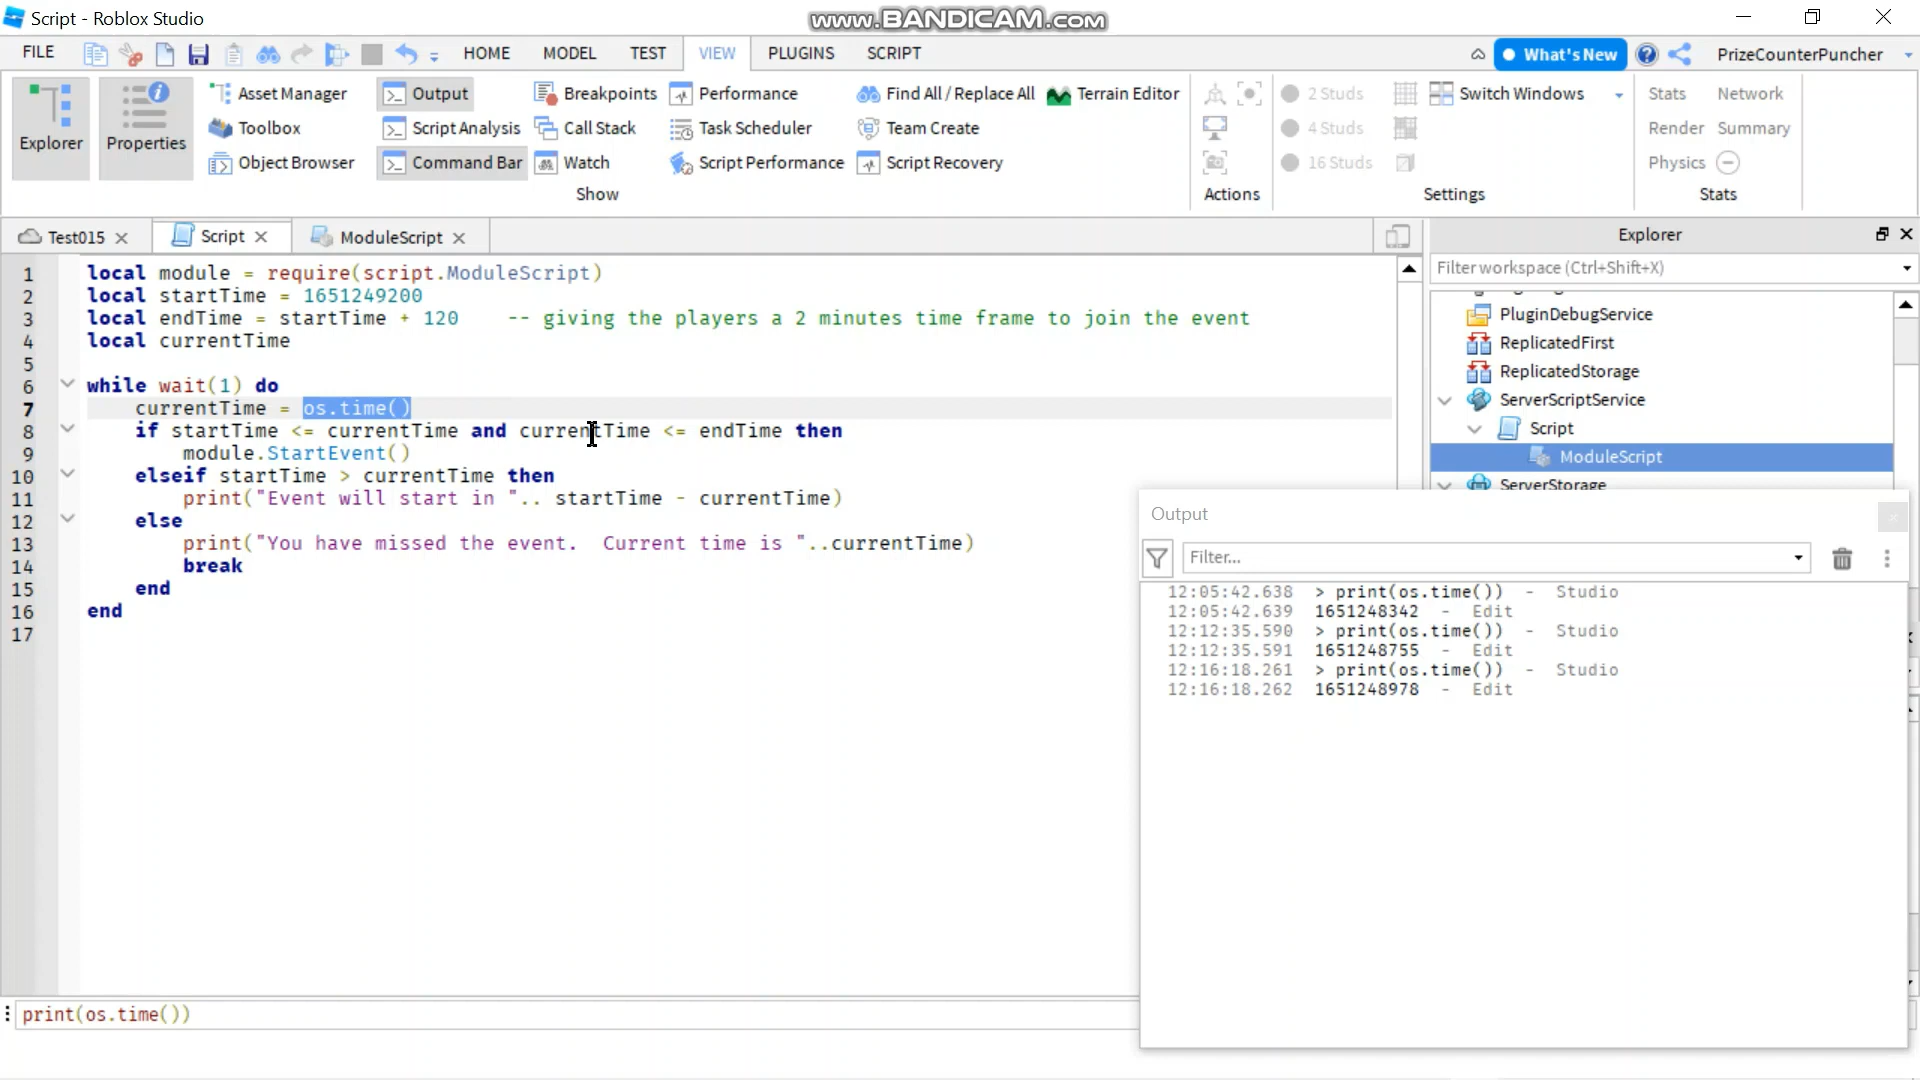 Script - Roblox Studio
www.BANDICAM.com
FILE
HOME
MODEL
TEST
VIEW
PLUGINS
SCRIPT
What's New
PrizeCounterPuncher
Explorer
Properties
Asset Manager
Toolbox
Object Browser
Output
Script Analysis
Command Bar
Breakpoints
Call Stack
Watch
Performance
Task Scheduler
Script Performance
Find All / Replace All
Team Create
Script Recovery
Terrain Editor
Show
Actions
2 Studs
4 Studs
16 Studs
Switch Windows
Settings
Stats
Network
Render
Summary
Physics
Stats
Test015
Script
ModuleScript
1 local module = require(script.ModuleScript)
2 local startTime = 1651249200
3 local endTime = startTime + 120 -- giving the players a 2 minutes time frame to join the event
4 local currentTime
5
6 while wait(1) do
7 currentTime = os.time()
8 if startTime <= currentTime and currentTime <= endTime then
9 module.StartEvent()
10 elseif startTime > currentTime then
11 print("Event will start in ".. startTime - currentTime)
12 else
13 print("You have missed the event. Current time is "..currentTime)
14 break
15 end
16 end
17
Explorer
Filter workspace (Ctrl+Shift+X)
PluginDebugService
ReplicatedFirst
ReplicatedStorage
ServerScriptService
Script
ModuleScript
ServerStorage
Output
Filter...
12:05:42.638 > print(os.time()) - Studio
12:05:42.639 1651248342 - Edit
12:12:35.590 > print(os.time()) - Studio
12:12:35.591 1651248755 - Edit
12:16:18.261 > print(os.time()) - Studio
12:16:18.262 1651248978 - Edit
print(os.time())